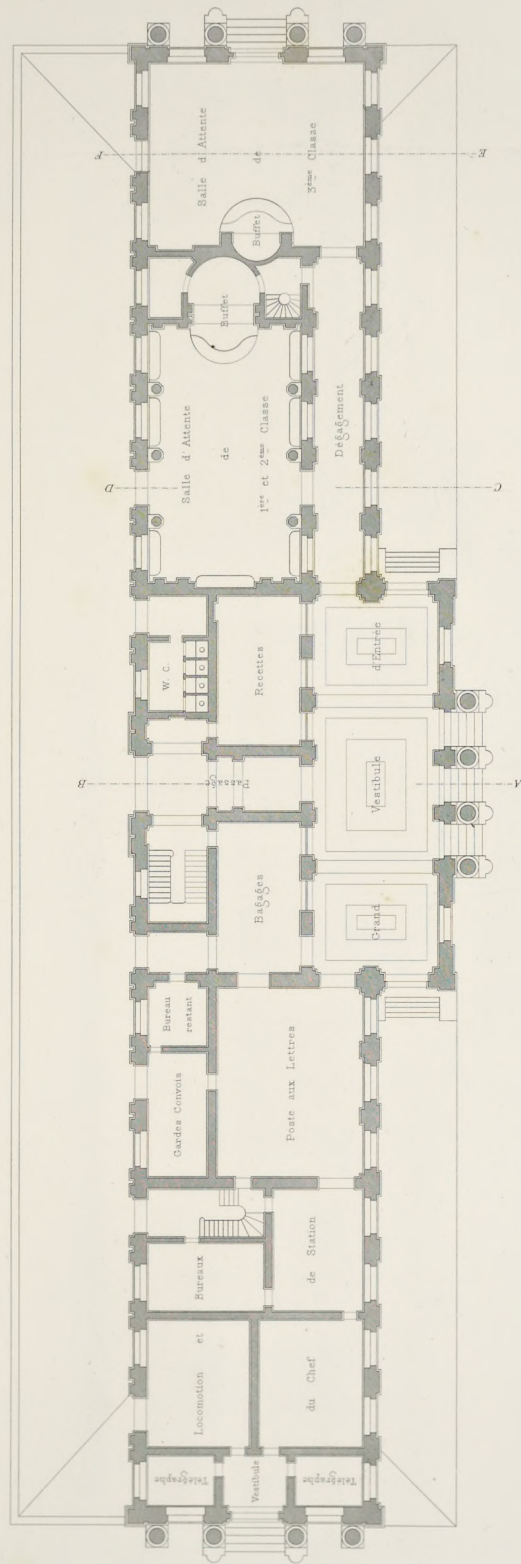 F
E
Salle d'Attente
de
3ème Classe
Buffet
Buffet
Salle d'Attente
de
1ère et 2ème Classe
Dégagement
D
C
W. C.
Recettes
Grand Vestibule d'Entrée
B
A
Bagages
Bureau
restant
Gardes Convois
Poste aux Lettres
Locomotion et Bureaux
du Chef de Station
Télégraphe
Vestibule
Télégraphe